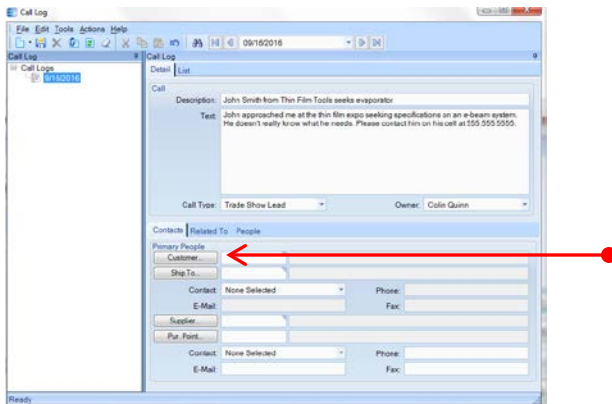 Call Log
File Edit Tools Actions Help
09/16/2016
Call Log
Call Log
Call Logs
9/15/2016
Detail List
Call
Description: John Smith from Thin Film Tools seeks evaporator
Text: John approached me at the thin film expo seeking specifications on an e-beam system.
He doesn't really know what he needs. Please contact him on his cell at 555.555.5555.
Call Type: Trade Show Lead Owner: Colin Quinn
Contacts Related To People
Primary People
Customer...
Ship To...
Contact: None Selected Phone:
E-Mail: Fax:
Supplier...
Pur. Point...
Contact: None Selected Phone:
E-Mail: Fax:
Ready